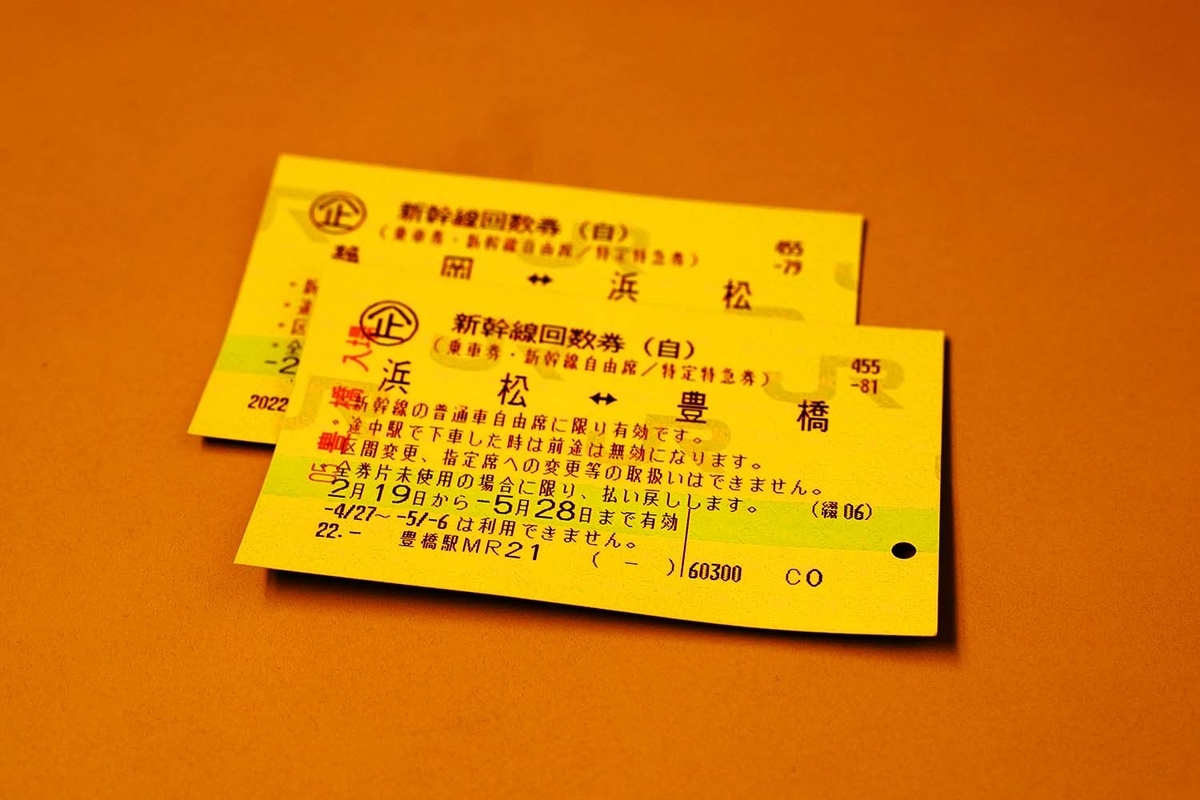 企 新幹線回数券 (自)
(乗車券・新幹線自由席/特定特急券)
455
-79
岡 ↔ 浜 松
-2
2022
企 新幹線回数券 (自)
(乗車券・新幹線自由席/特定特急券)
455
-81
浜 松 ↔ 豊 橋
・新幹線の普通車自由席に限り有効です。
・途中駅で下車した時は前途は無効になります。
・区間変更、指定席への変更等の取扱いはできません。
・全券片未使用の場合に限り、払い戻しします。 (綴06)
2月19日から -5月28日まで有効
-4/27~ -5/-6 は利用できません。
22.- 豊橋駅MR21 ( - ) 60300 C0
豊橋 入場
JR